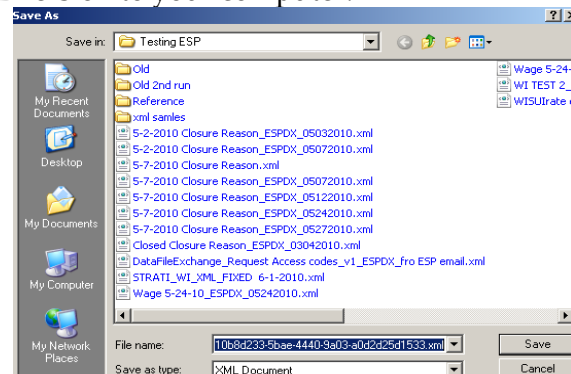 Save As
Save in:
Testing ESP
My Recent
Documents
Desktop
My Documents
My Computer
My Network
Places
Old
Old 2nd run
Reference
xml samles
5-2-2010 Closure Reason_ESPDX_05032010.xml
5-2-2010 Closure Reason_ESPDX_05072010.xml
5-7-2010 Closure Reason.xml
5-7-2010 Closure Reason_ESPDX_05072010.xml
5-7-2010 Closure Reason_ESPDX_05122010.xml
5-7-2010 Closure Reason_ESPDX_05242010.xml
5-7-2010 Closure Reason_ESPDX_05272010.xml
Closed Closure Reason_ESPDX_03042010.xml
DataFileExchange_Request Access codes_v1_ESPDX_fro ESP email.xml
STRATI_WI_XML_FIXED 6-1-2010.xml
Wage 5-24-10_ESPDX_05242010.xml
Wage 5-24-
WI TEST 2_
WISUIrate
File name:
10b8d233-5bae-4440-9a03-a0d2d25d1533.xml
Save
Save as type:
XML Document
Cancel